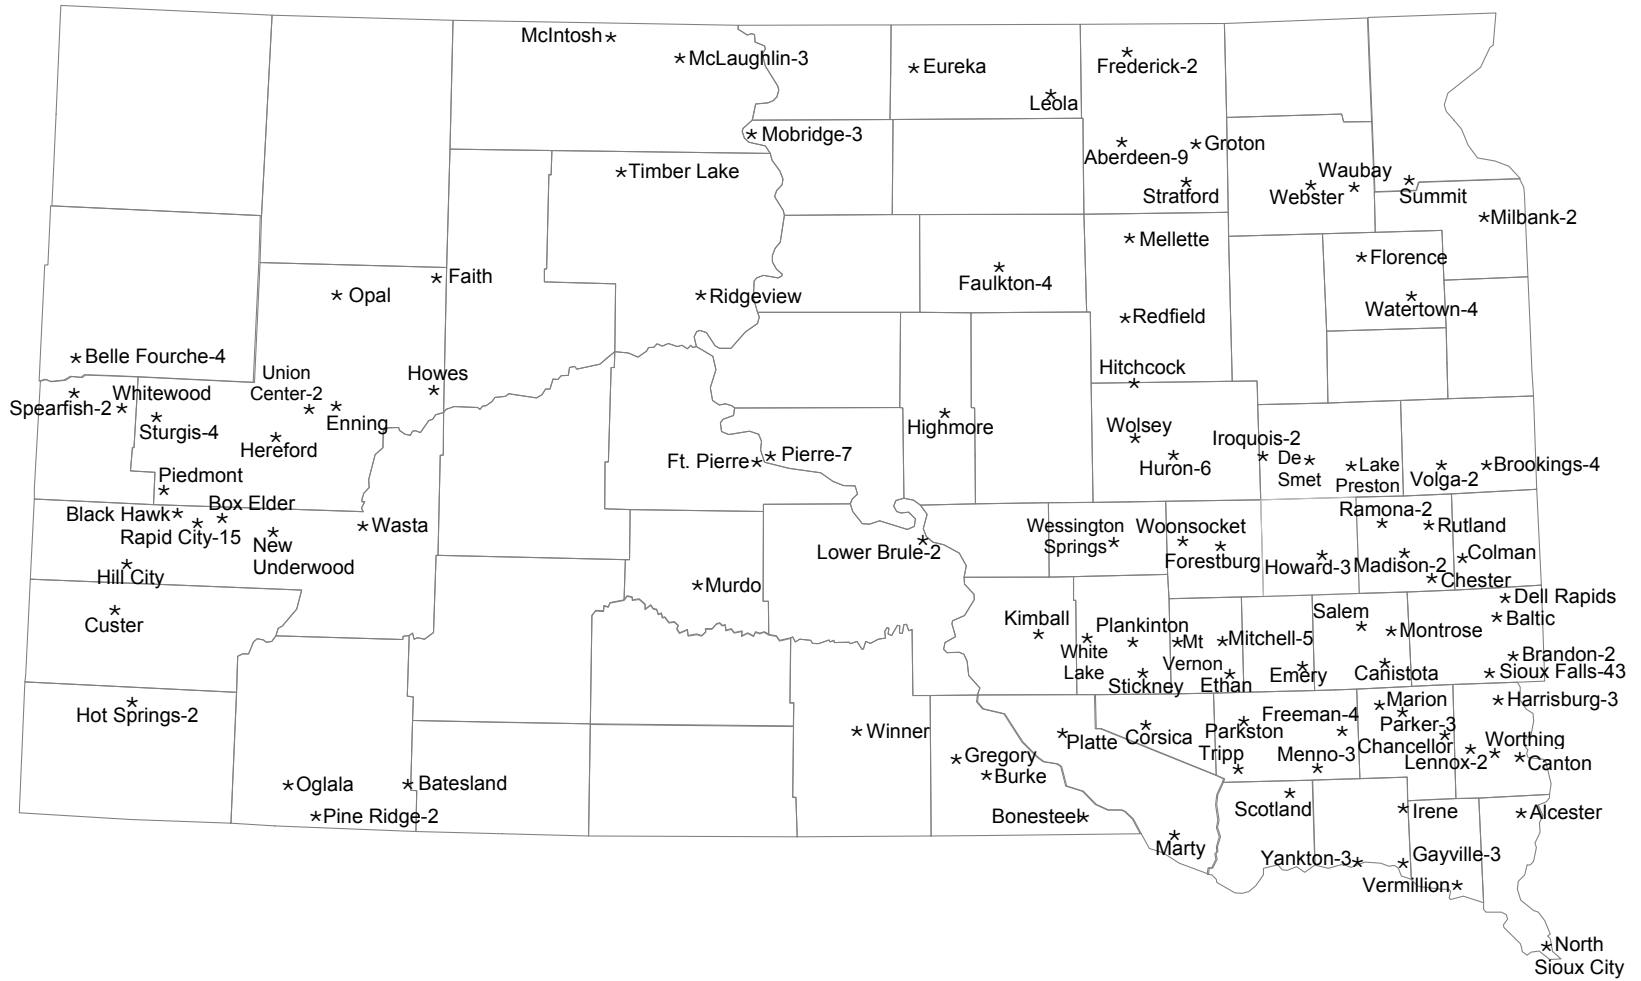 McIntosh
McLaughlin-3
Eureka
Leola
Frederick-2
Mobridge-3
Aberdeen-9
Groton
Stratford
Timber Lake
Waubay
Webster
Summit
Milbank-2
Mellette
Florence
Faith
Opal
Faulkton-4
Ridgeview
Watertown-4
Redfield
Belle Fourche-4
Hitchcock
Union
Center-2
Howes
Whitewood
Spearfish-2
Sturgis-4
Enning
Hereford
Highmore
Wolsey
Huron-6
Iroquois-2
De
Smet
Lake
Preston
Volga-2
Brookings-4
Ft. Pierre
Pierre-7
Piedmont
Box Elder
Black Hawk
Rapid City-15
New
Underwood
Wasta
Hill City
Lower Brule-2
Wessington
Springs
Woonsocket
Forestburg
Ramona-2
Rutland
Howard-3
Madison-2
Colman
Chester
Murdo
Custer
Dell Rapids
Baltic
Kimball
White
Lake
Plankinton
Stickney
Mt
Vernon
Mitchell-5
Ethan
Salem
Montrose
Emery
Canistota
Brandon-2
Sioux Falls-43
Hot Springs-2
Harrisburg-3
Marion
Parker-3
Freeman-4
Parkston
Tripp
Menno-3
Chancellor
Lennox-2
Worthing
Canton
Winner
Platte
Corsica
Gregory
Burke
Bonesteel
Oglala
Batesland
Pine Ridge-2
Scotland
Irene
Alcester
Marty
Yankton-3
Gayville-3
Vermillion
North
Sioux City